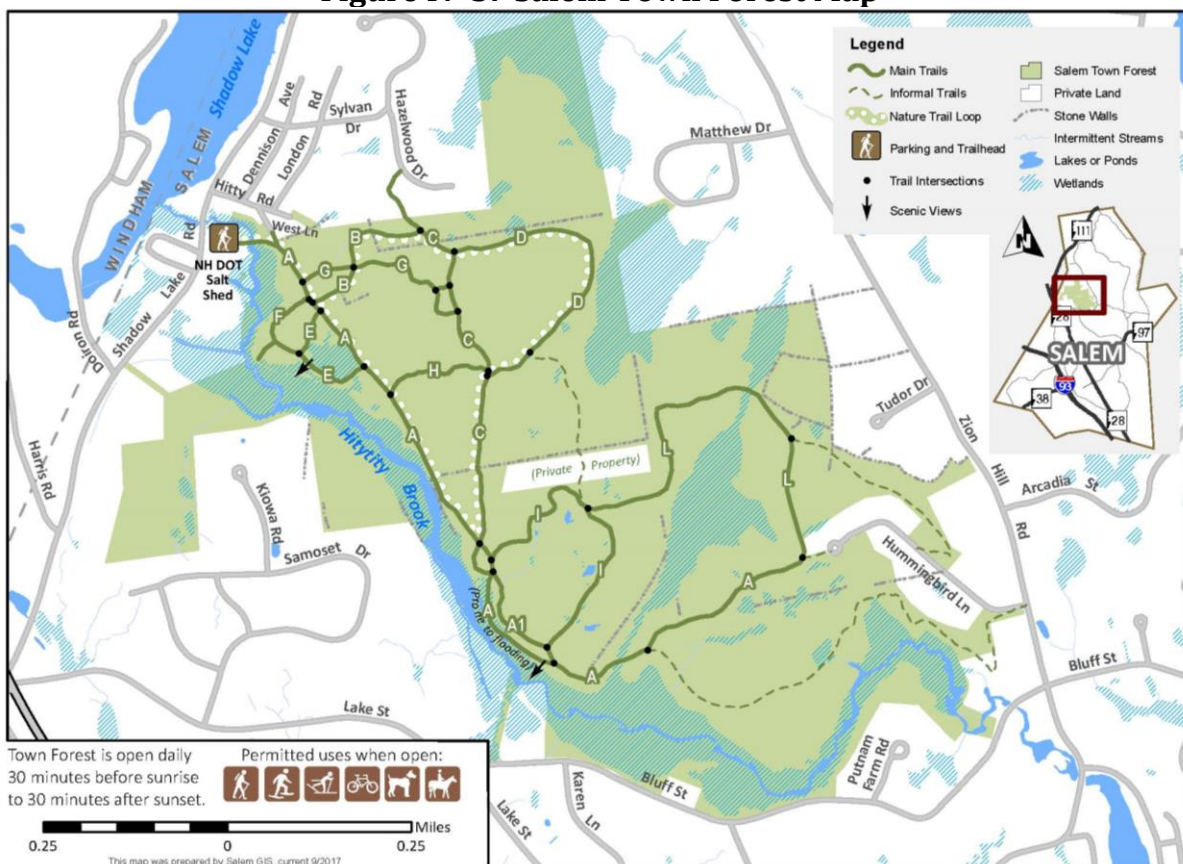 Figure IV-3: Salem Town Forest Map
Legend
Main Trails
Informal Trails
Nature Trail Loop
Parking and Trailhead
Trail Intersections
Scenic Views
Salem Town Forest
Private Land
Stone Walls
Intermittent Streams
Lakes or Ponds
Wetlands
N
111
28
97
SALEM
93
38
28
Shadow Lake
WINDHAM
SALEM
Dennison Ave
London Rd
Sylvan Dr
Hazelwood Dr
Matthew Dr
Hitty Rd
West Ln
NH DOT
Salt
Shed
Shadow Lake Rd
Doiron Rd
Harris Rd
A
B
C
D
G
B
G
F
E
A
D
C
H
E
A
C
Hitytity Brook
(Private Property)
L
L
I
I
A
A1
(Prone to flooding)
A
A
Tudor Dr
Zion Hill Rd
Arcadia St
Hummingbird Ln
Kiowa Rd
Samoset Dr
Lake St
Lake St
Karen Ln
Bluff St
Putnam Farm Rd
Bluff St
Town Forest is open daily
30 minutes before sunrise
to 30 minutes after sunset.
Permitted uses when open:
0.25
0
0.25
Miles
This map was prepared by Salem GIS, current 9/2017